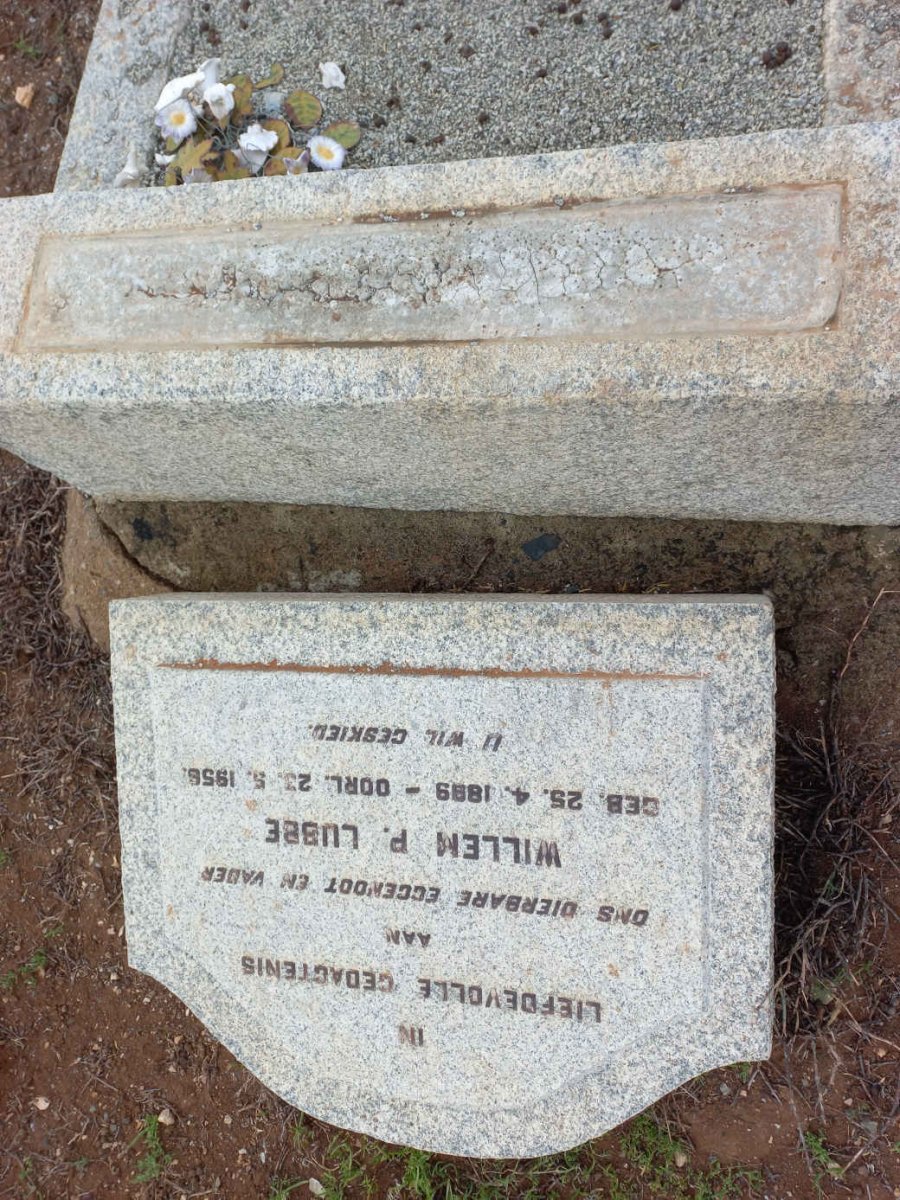 IN
LIEFDEVOLLE GEDAGTENIS
AAN
ONS DIERBARE EGGENOOT EN VADER
WILLEM P. LUBBE
GEB. 25. 4. 1889 - OORL. 23. 5. 1956.
U WIL GESKIED.